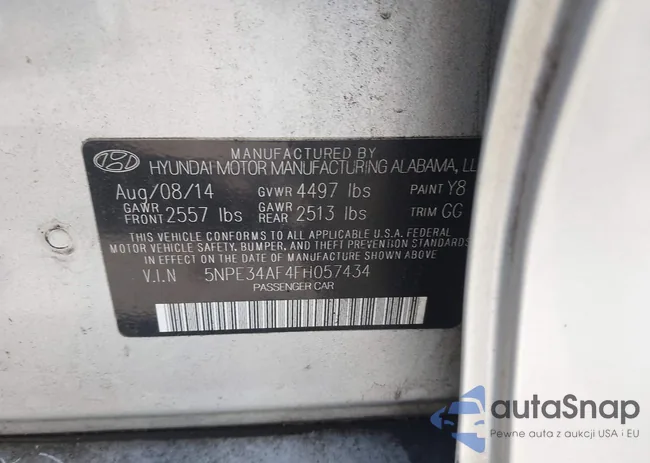 MANUFACTURED BY
HYUNDAI MOTOR MANUFACTURING ALABAMA, LL
Aug/08/14 GVWR 4497 lbs PAINT Y8
GAWR FRONT 2557 lbs GAWR REAR 2513 lbs TRIM GG
THIS VEHICLE CONFORMS TO ALL APPLICABLE U.S.A. FEDERAL
MOTOR VEHICLE SAFETY, BUMPER, AND THEFT PREVENTION STANDARDS
IN EFFECT ON THE DATE OF MANUFACTURE SHOWN ABOVE
V.I.N 5NPE34AF4FH057434
PASSENGER CAR
autoSnap
Pewne auta z aukcji USA i EU